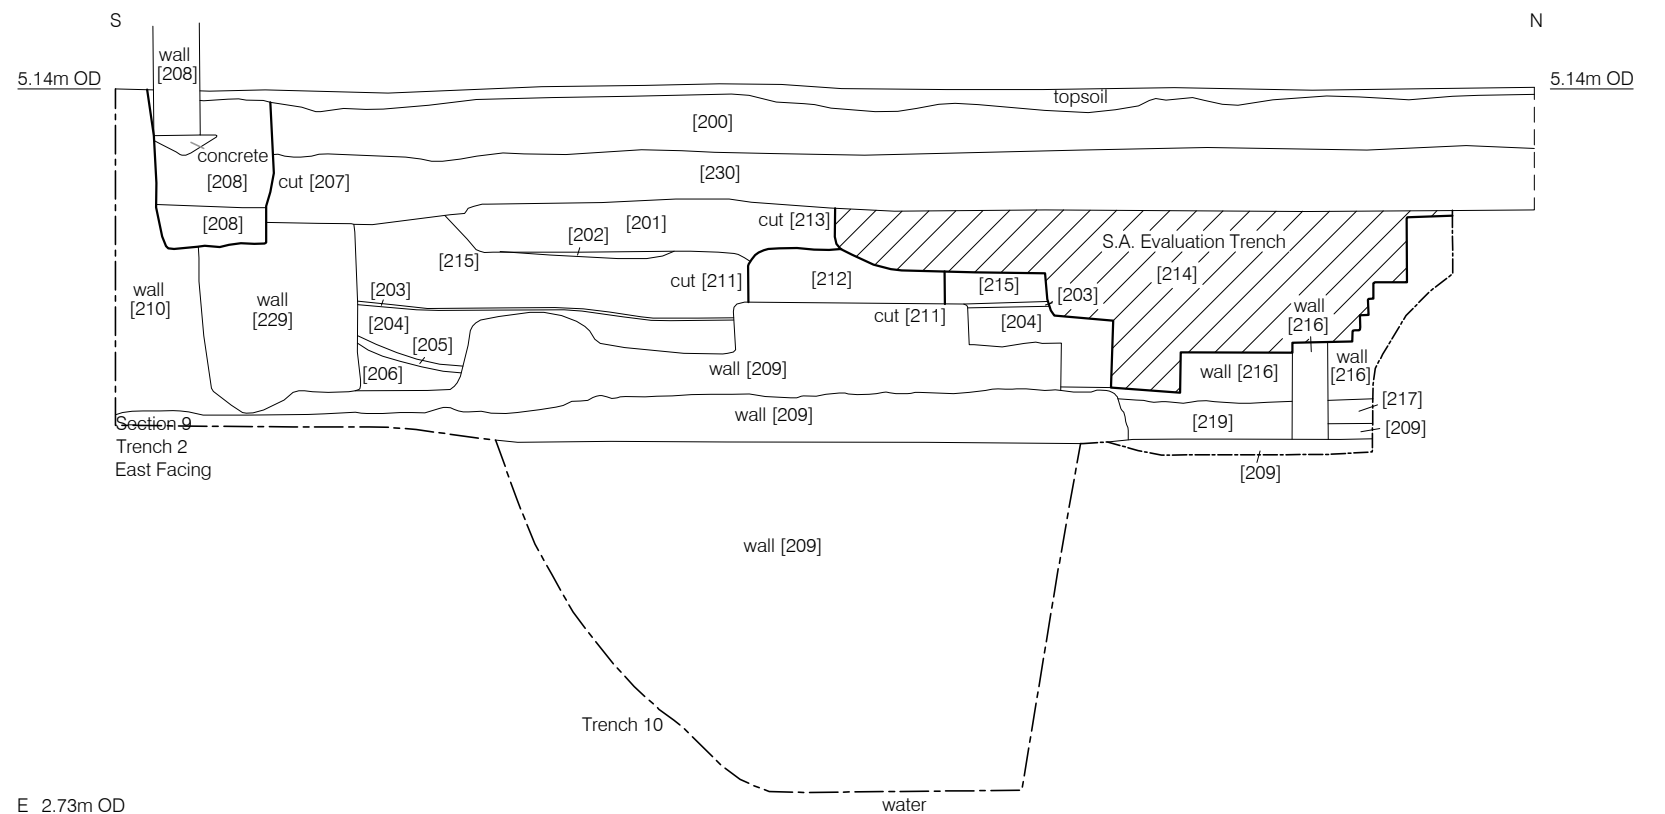 S
N
wall
[208]
5.14m OD
5.14m OD
topsoil
[200]
concrete
[208]
cut [207]
[230]
[208]
[201]
cut [213]
[202]
S.A. Evaluation Trench
[214]
[215]
cut [211]
[212]
[215]
[203]
[203]
wall
[210]
wall
[229]
wall
[216]
[204]
cut [211]
[204]
[205]
[206]
wall [209]
wall [216]
wall
[216]
[217]
wall [209]
[219]
[209]
Section 9
Trench 2
East Facing
[209]
wall [209]
Trench 10
E 2.73m OD
water